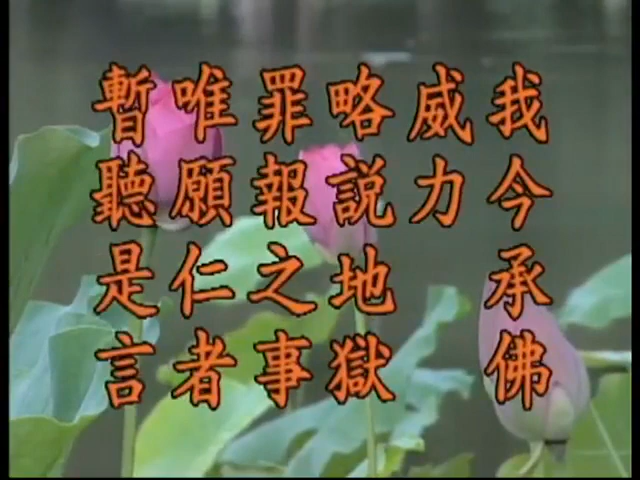 我今承佛
威力
略説地獄
罪報之事
唯願仁者
暫聽是言